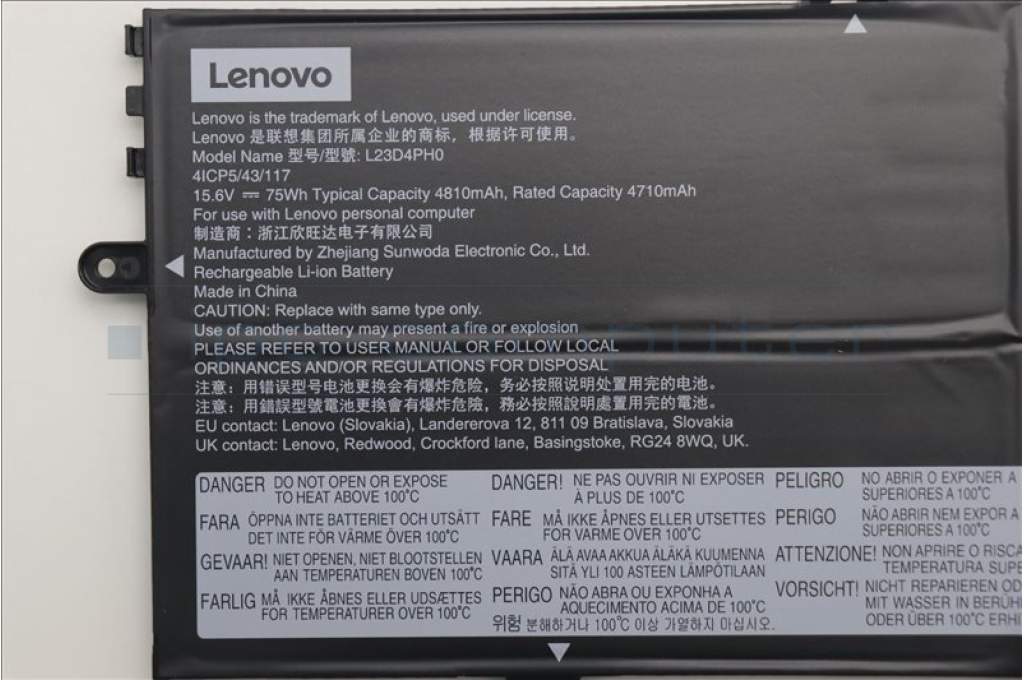 Lenovo
Lenovo is the trademark of Lenovo, used under license.
Lenovo 是联想集团所属企业的商标，根据许可使用。
Model Name 型号/型號: L23D4PH0
4ICP5/43/117
15.6V ⎓ 75Wh Typical Capacity 4810mAh, Rated Capacity 4710mAh
For use with Lenovo personal computer
制造商：浙江欣旺达电子有限公司
Manufactured by Zhejiang Sunwoda Electronic Co., Ltd.
Rechargeable Li-ion Battery
Made in China
CAUTION: Replace with same type only.
Use of another battery may present a fire or explosion
PLEASE REFER TO USER MANUAL OR FOLLOW LOCAL
ORDINANCES AND/OR REGULATIONS FOR DISPOSAL
注意：用错误型号电池更换会有爆炸危险，务必按照说明处置用完的电池。
注意：用錯誤型號電池更換會有爆炸危險，務必按照說明處置用完的電池。
EU contact: Lenovo (Slovakia), Landererova 12, 811 09 Bratislava, Slovakia
UK contact: Lenovo, Redwood, Crockford lane, Basingstoke, RG24 8WQ, UK.
DANGER DO NOT OPEN OR EXPOSE
TO HEAT ABOVE 100°C
DANGER! NE PAS OUVRIR NI EXPOSER
À PLUS DE 100°C
PELIGRO NO ABRIR O EXPONER A
SUPERIORES A 100°C
FARA ÖPPNA INTE BATTERIET OCH UTSÄTT
DET INTE FÖR VÄRME ÖVER 100°C
FARE MÅ IKKE ÅPNES ELLER UTSETTES
FOR VARME OVER 100°C
PERIGO NÃO ABRIR NEM EXPOR A
SUPERIORES A 100°C
GEVAAR! NIET OPENEN, NIET BLOOTSTELLEN
AAN TEMPERATUREN BOVEN 100°C
VAARA ÄLÄ AVAA AKKUA ÄLÄKÄ KUUMENNA
SITÄ YLI 100 ASTEEN LÄMPÖTILAAN
ATTENZIONE! NON APRIRE O RISCA
TEMPERATURA SUPE
FARLIG MÅ IKKE ÅBNES ELLER UDSÆTTES
FOR TEMPERATURER OVER 100°C
PERIGO NÃO ABRA OU EXPONHA A
AQUECIMENTO ACIMA DE 100°C
VORSICHT! NICHT REPARIEREN OD
MIT WASSER IN BERÜH
ODER ÜBER 100°C ERHI
위험 분해하거나 100°C 이상 가열하지 마십시오.